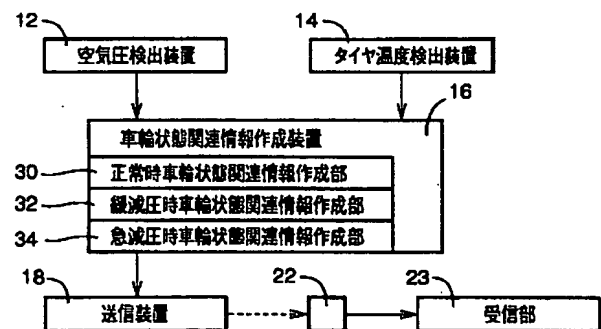 12
空気圧検出装置
14
タイヤ温度検出装置
16
車輪状態関連情報作成装置
30
正常時車輪状態関連情報作成部
32
緩減圧時車輪状態関連情報作成部
34
急減圧時車輪状態関連情報作成部
18
送信装置
22
23
受信部